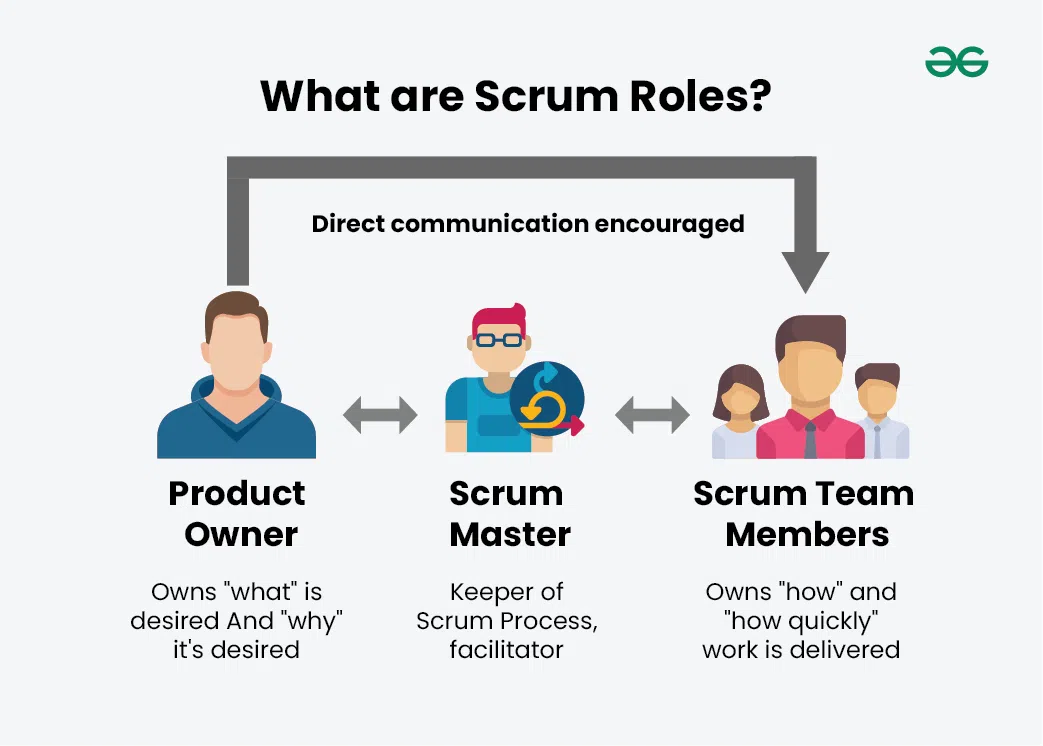 What are Scrum Roles?
Direct communication encouraged
Product
Owner
Owns "what" is
desired And "why"
it's desired
Scrum
Master
Keeper of
Scrum Process,
facilitator
Scrum Team
Members
Owns "how" and
"how quickly"
work is delivered